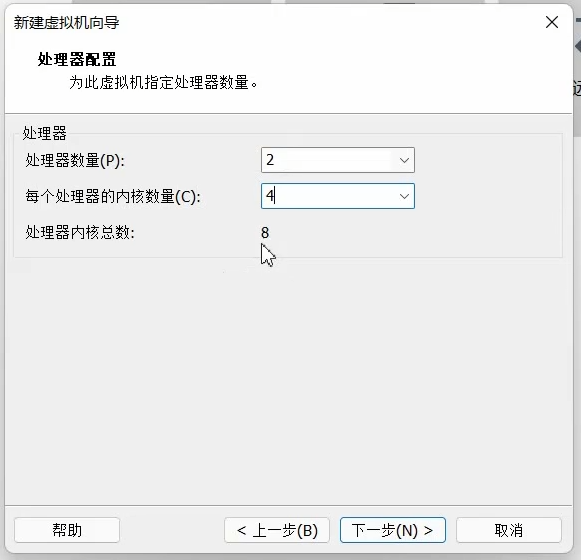 新建虚拟机向导
处理器配置
为此虚拟机指定处理器数量。
处理器
处理器数量(P): 2
每个处理器的内核数量(C): 4
处理器内核总数: 8
帮助 < 上一步(B) 下一步(N) > 取消